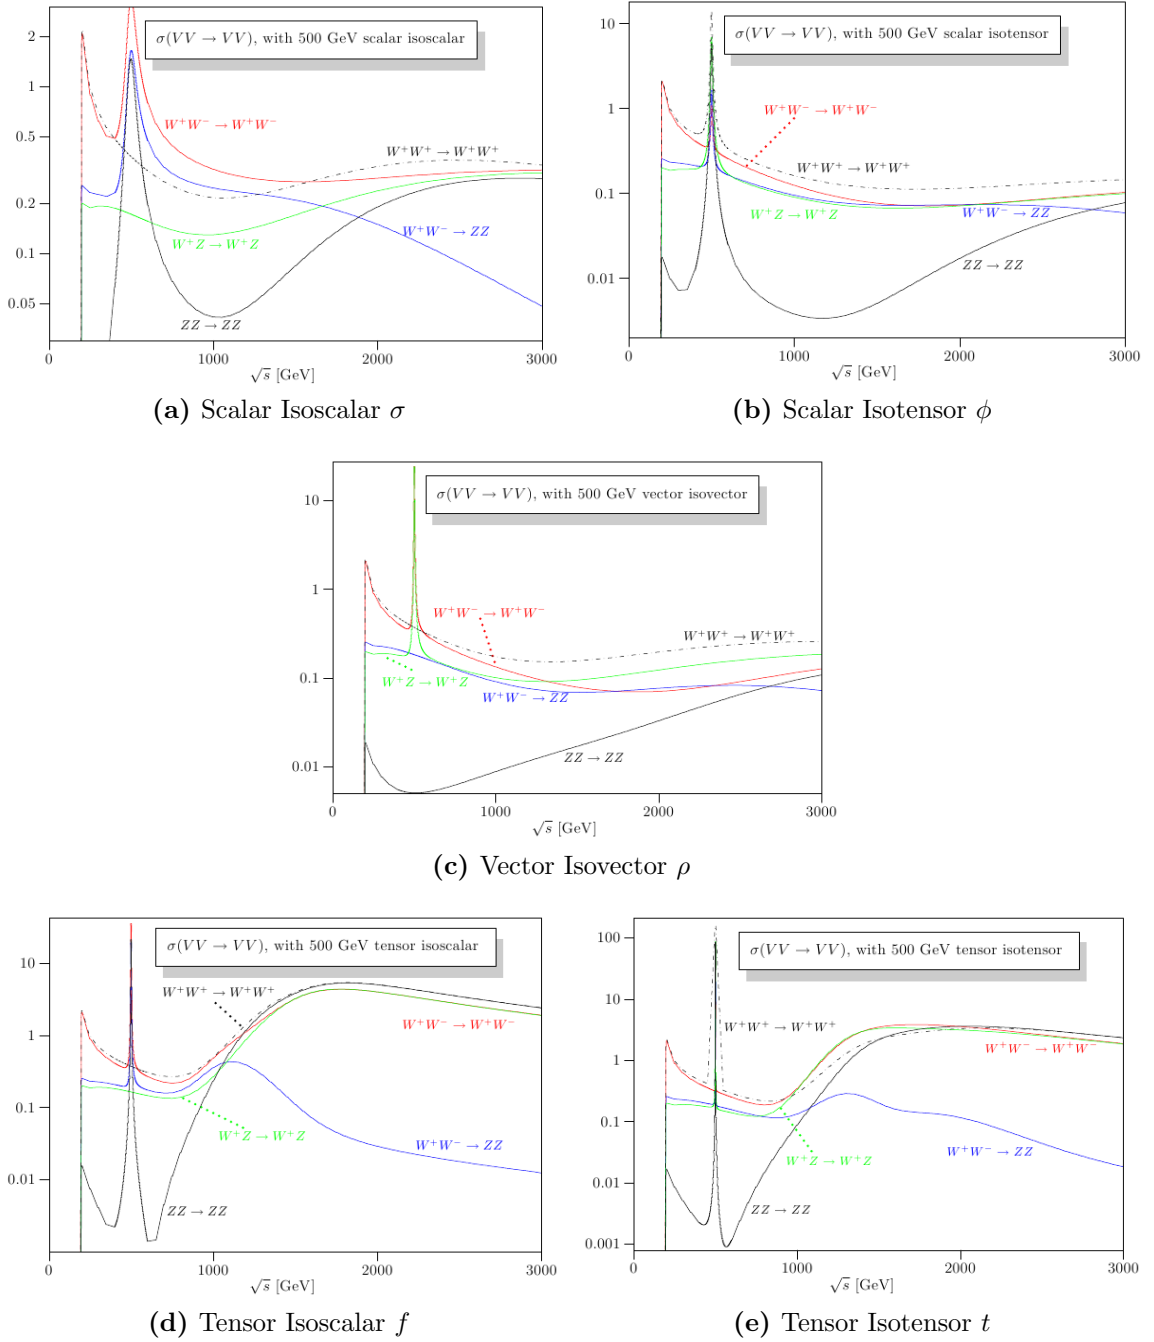 σ(VV → VV), with 500 GeV scalar isoscalar
2
1
0.5
0.2
0.1
0.05
W⁺W⁻ → W⁺W⁻
W⁺W⁺ → W⁺W⁺
W⁺Z → W⁺Z
W⁺W⁻ → ZZ
ZZ → ZZ
0 1000 2000 3000
√s [GeV]
(a) Scalar Isoscalar σ
σ(VV → VV), with 500 GeV scalar isotensor
10
1
0.1
0.01
W⁺W⁻ → W⁺W⁻
W⁺W⁺ → W⁺W⁺
W⁺Z → W⁺Z
W⁺W⁻ → ZZ
ZZ → ZZ
0 1000 2000 3000
√s [GeV]
(b) Scalar Isotensor ϕ
σ(VV → VV), with 500 GeV vector isovector
10
1
0.1
0.01
W⁺W⁻ → W⁺W⁻
W⁺W⁺ → W⁺W⁺
W⁺Z → W⁺Z
W⁺W⁻ → ZZ
ZZ → ZZ
0 1000 2000 3000
√s [GeV]
(c) Vector Isovector ρ
σ(VV → VV), with 500 GeV tensor isoscalar
10
1
0.1
0.01
W⁺W⁺ → W⁺W⁺
W⁺W⁻ → W⁺W⁻
W⁺Z → W⁺Z
W⁺W⁻ → ZZ
ZZ → ZZ
0 1000 2000 3000
√s [GeV]
(d) Tensor Isoscalar f
σ(VV → VV), with 500 GeV tensor isotensor
100
10
1
0.1
0.01
0.001
W⁺W⁺ → W⁺W⁺
W⁺W⁻ → W⁺W⁻
W⁺Z → W⁺Z
W⁺W⁻ → ZZ
ZZ → ZZ
0 1000 2000 3000
√s [GeV]
(e) Tensor Isotensor t